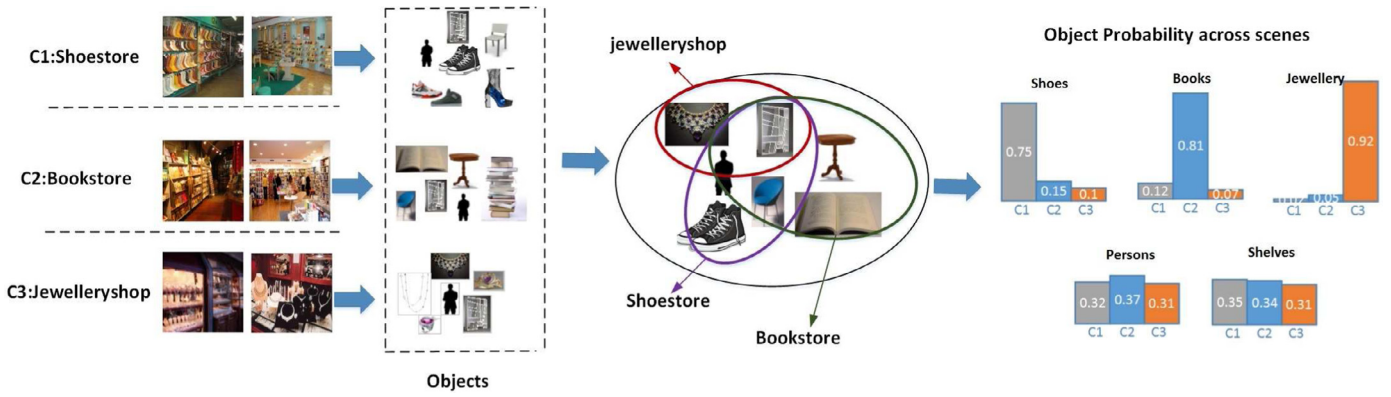 C1:Shoestore
C2:Bookstore
C3:Jewelleryshop
Objects
jewelleryshop
Shoestore
Bookstore
Object Probability across scenes
Shoes
0.75
0.15
0.1
C1 C2 C3
Books
0.12
0.81
0.07
C1 C2 C3
Jewellery
0.05
0.92
C1 C2 C3
Persons
0.32
0.37
0.31
C1 C2 C3
Shelves
0.35
0.34
0.31
C1 C2 C3